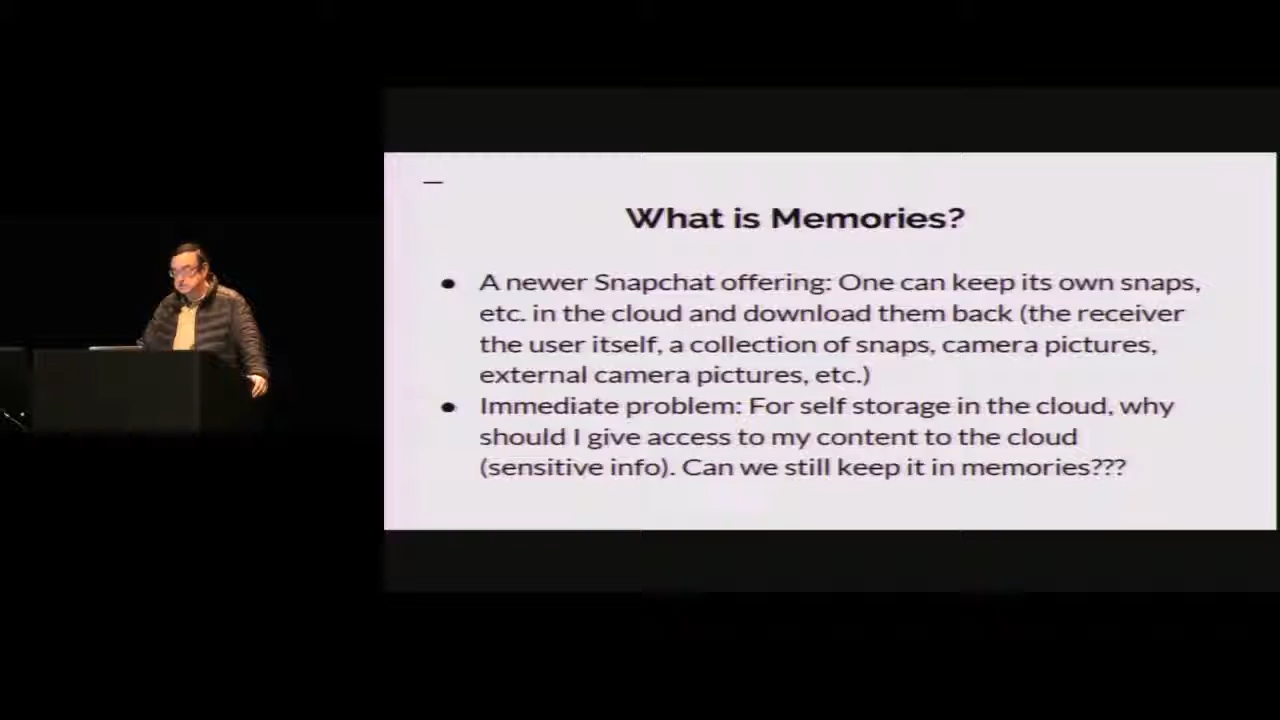 What is Memories?
● A newer Snapchat offering: One can keep its own snaps,
etc. in the cloud and download them back (the receiver
the user itself, a collection of snaps, camera pictures,
external camera pictures, etc.)
● Immediate problem: For self storage in the cloud, why
should I give access to my content to the cloud
(sensitive info). Can we still keep it in memories???